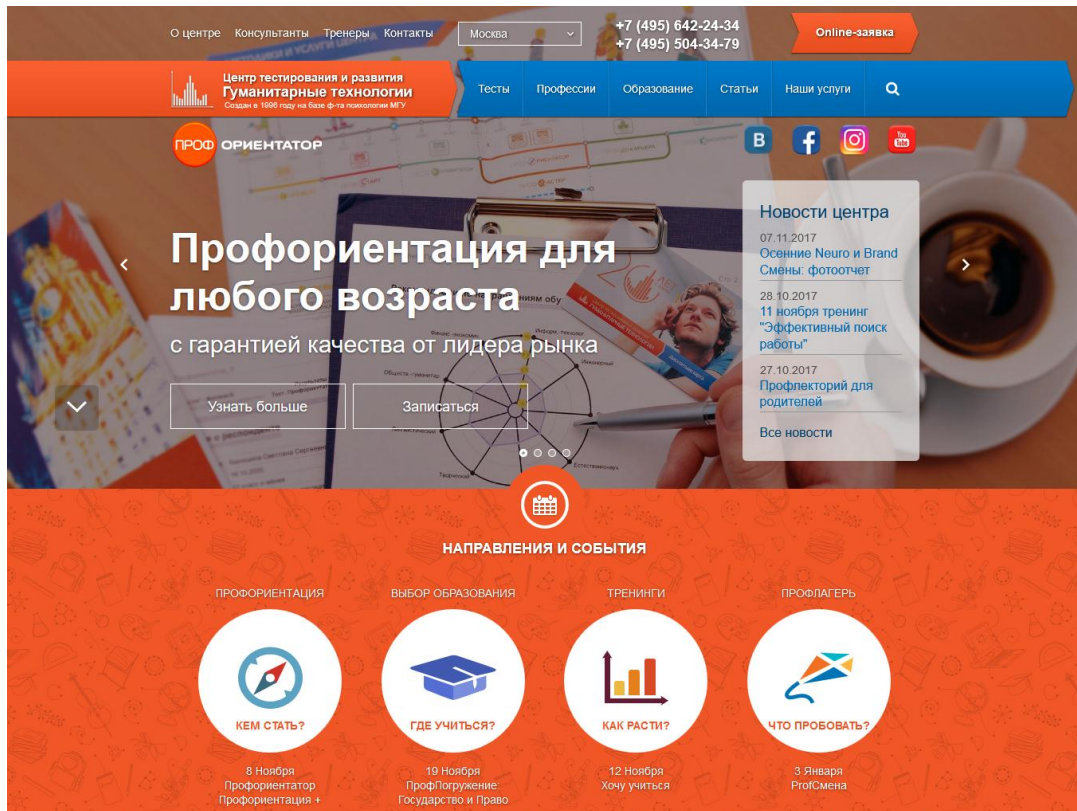 О центре Консультанты Тренеры Контакты
Москва
+7 (495) 642-24-34
+7 (495) 504-34-79
Online-заявка
Центр тестирования и развития
Гуманитарные технологии
Создан в 1996 году на базе ф-та психологии МГУ
Тесты Профессии Образование Статьи Наши услуги
ПРОФ ОРИЕНТАТОР
B
You
Tube
Профориентация для
любого возраста
с гарантией качества от лидера рынка
Узнать больше
Записаться
Новости центра
07.11.2017
Осенние Neuro и Brand
Смены: фотоотчет
28.10.2017
11 ноября тренинг
"Эффективный поиск
работы"
27.10.2017
Профлекторий для
родителей
Все новости
НАПРАВЛЕНИЯ И СОБЫТИЯ
ПРОФОРИЕНТАЦИЯ
КЕМ СТАТЬ?
8 Ноября
Профориентатор
Профориентация +
ВЫБОР ОБРАЗОВАНИЯ
ГДЕ УЧИТЬСЯ?
19 Ноября
ПрофПогружение:
Государство и Право
ТРЕНИНГИ
КАК РАСТИ?
12 Ноября
Хочу учиться
ПРОФЛАГЕРЬ
ЧТО ПРОБОВАТЬ?
3 Января
ProfСмена